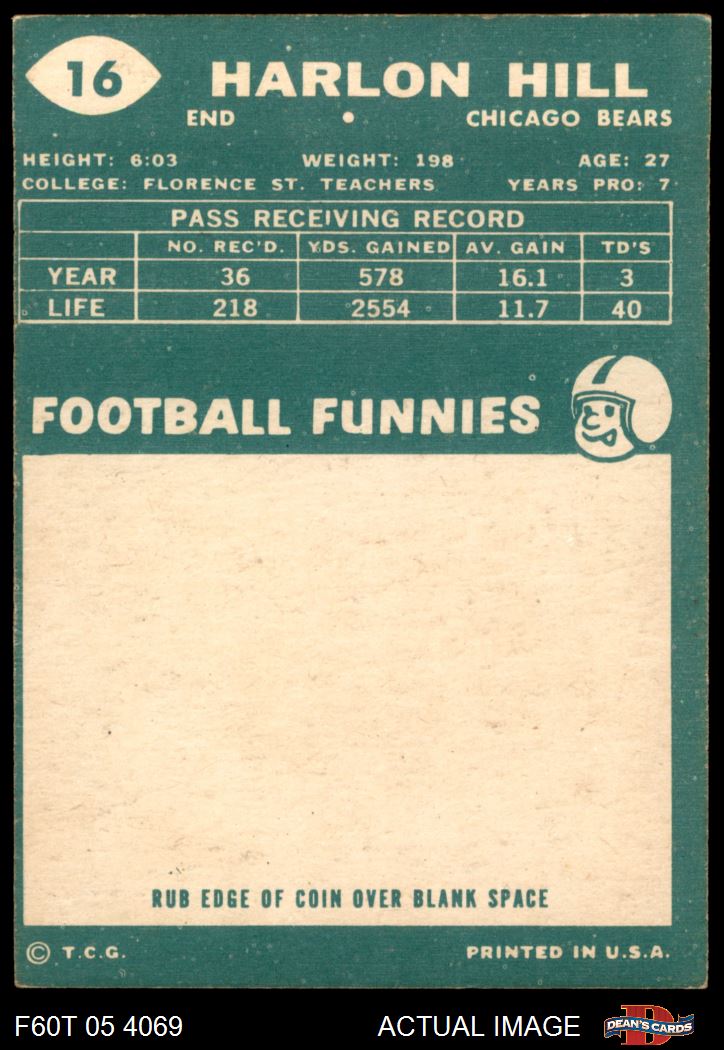 16 HARLON HILL
END • CHICAGO BEARS
HEIGHT: 6:03 WEIGHT: 198 AGE: 27
COLLEGE: FLORENCE ST. TEACHERS YEARS PRO: 7
PASS RECEIVING RECORD
NO. REC'D. YDS. GAINED AV. GAIN TD'S
YEAR 36 578 16.1 3
LIFE 218 2554 11.7 40
FOOTBALL FUNNIES
RUB EDGE OF COIN OVER BLANK SPACE
© T.C.G. PRINTED IN U.S.A.
F60T 05 4069 ACTUAL IMAGE D DEAN'S CARDS